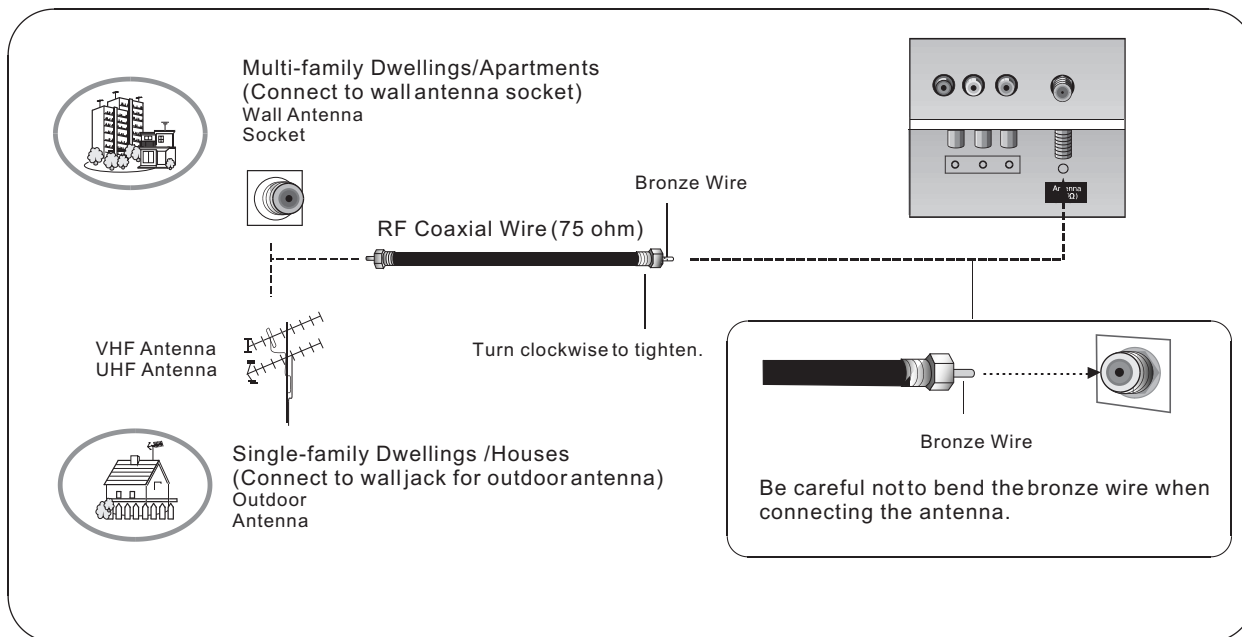 Multi-family Dwellings/Apartments
(Connect to wall antenna socket)
Wall Antenna
Socket
Bronze Wire
RF Coaxial Wire (75 ohm)
Antenna
Ω)
VHF Antenna
UHF Antenna
Turn clockwise to tighten.
Bronze Wire
Be careful not to bend the bronze wire when
connecting the antenna.
Single-family Dwellings /Houses
(Connect to wall jack for outdoor antenna)
Outdoor
Antenna